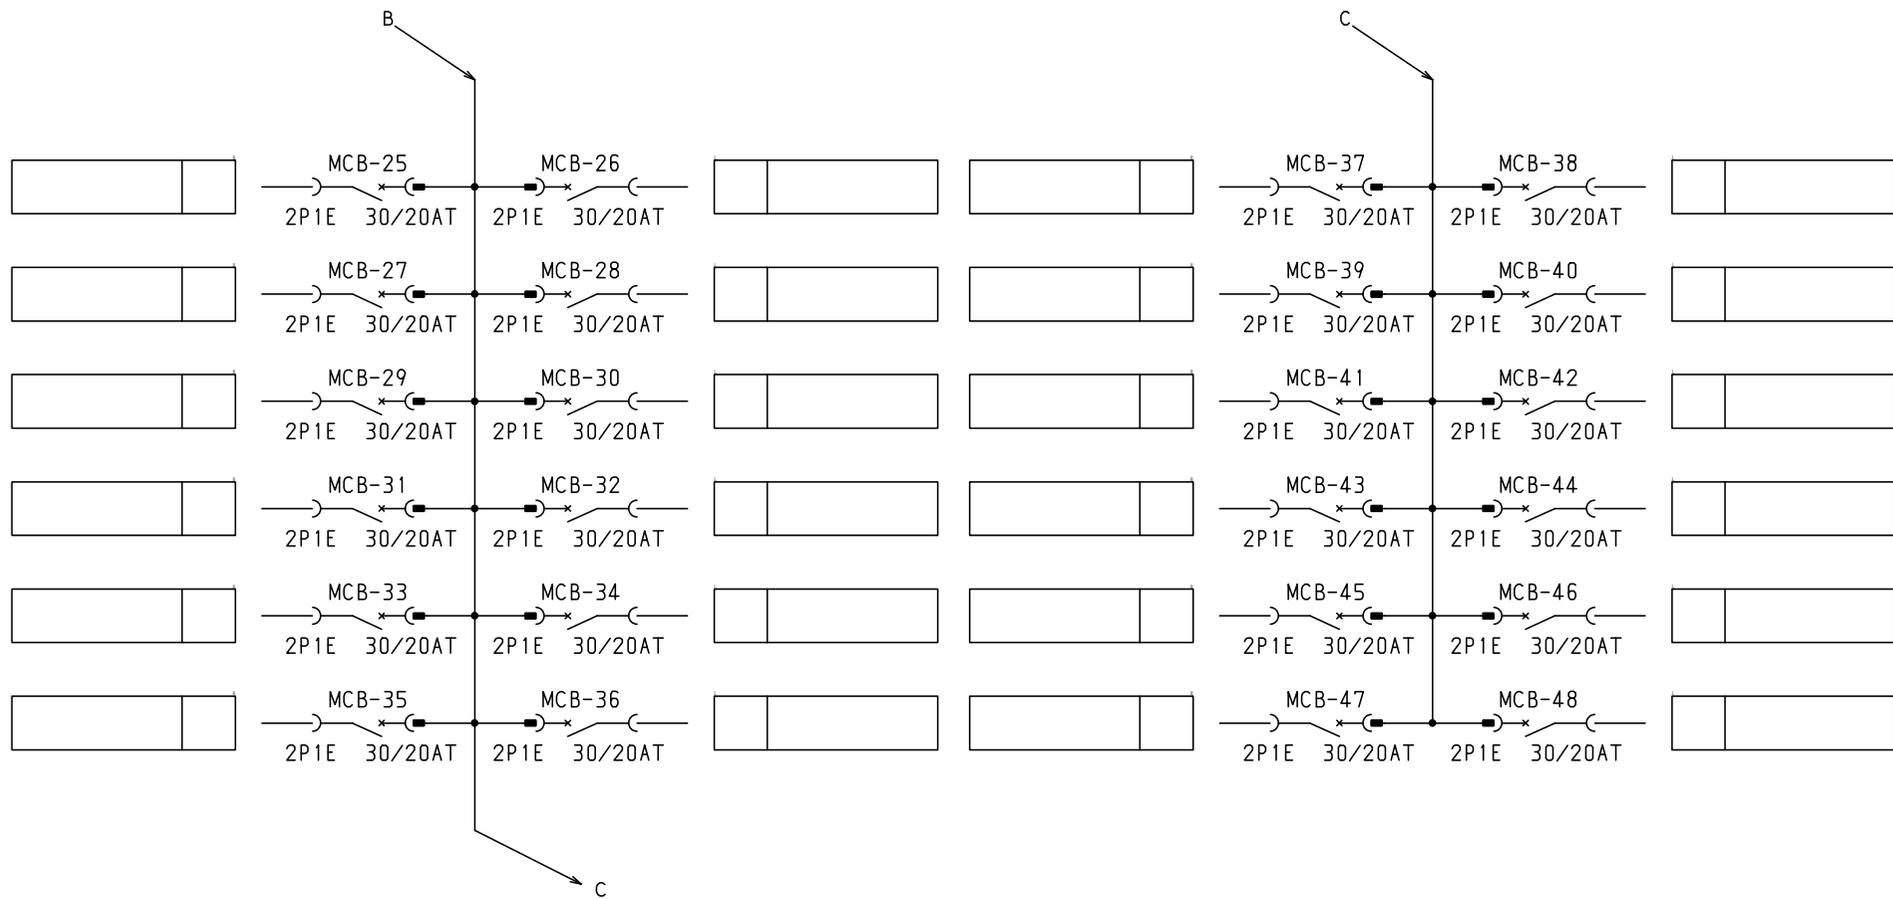 B C
MCB-25 MCB-26 MCB-37 MCB-38
2P1E 30/20AT 2P1E 30/20AT 2P1E 30/20AT 2P1E 30/20AT
MCB-27 MCB-28 MCB-39 MCB-40
2P1E 30/20AT 2P1E 30/20AT 2P1E 30/20AT 2P1E 30/20AT
MCB-29 MCB-30 MCB-41 MCB-42
2P1E 30/20AT 2P1E 30/20AT 2P1E 30/20AT 2P1E 30/20AT
MCB-31 MCB-32 MCB-43 MCB-44
2P1E 30/20AT 2P1E 30/20AT 2P1E 30/20AT 2P1E 30/20AT
MCB-33 MCB-34 MCB-45 MCB-46
2P1E 30/20AT 2P1E 30/20AT 2P1E 30/20AT 2P1E 30/20AT
MCB-35 MCB-36 MCB-47 MCB-48
2P1E 30/20AT 2P1E 30/20AT 2P1E 30/20AT 2P1E 30/20AT
C